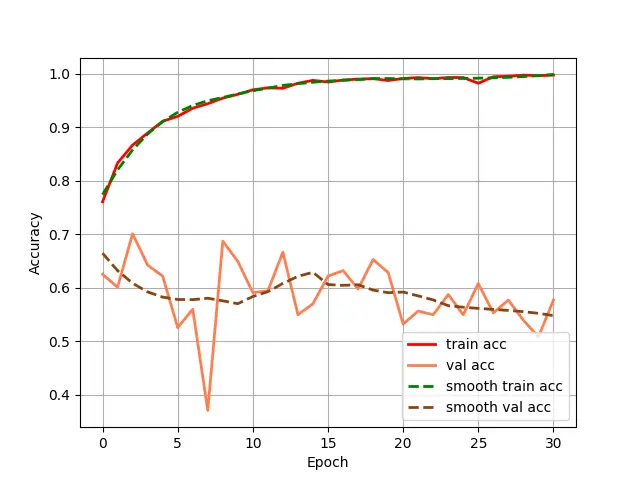 1.0
0.9
0.8
0.7
0.6
0.5
0.4
Accuracy
train acc
val acc
smooth train acc
smooth val acc
0 5 10 15 20 25 30
Epoch